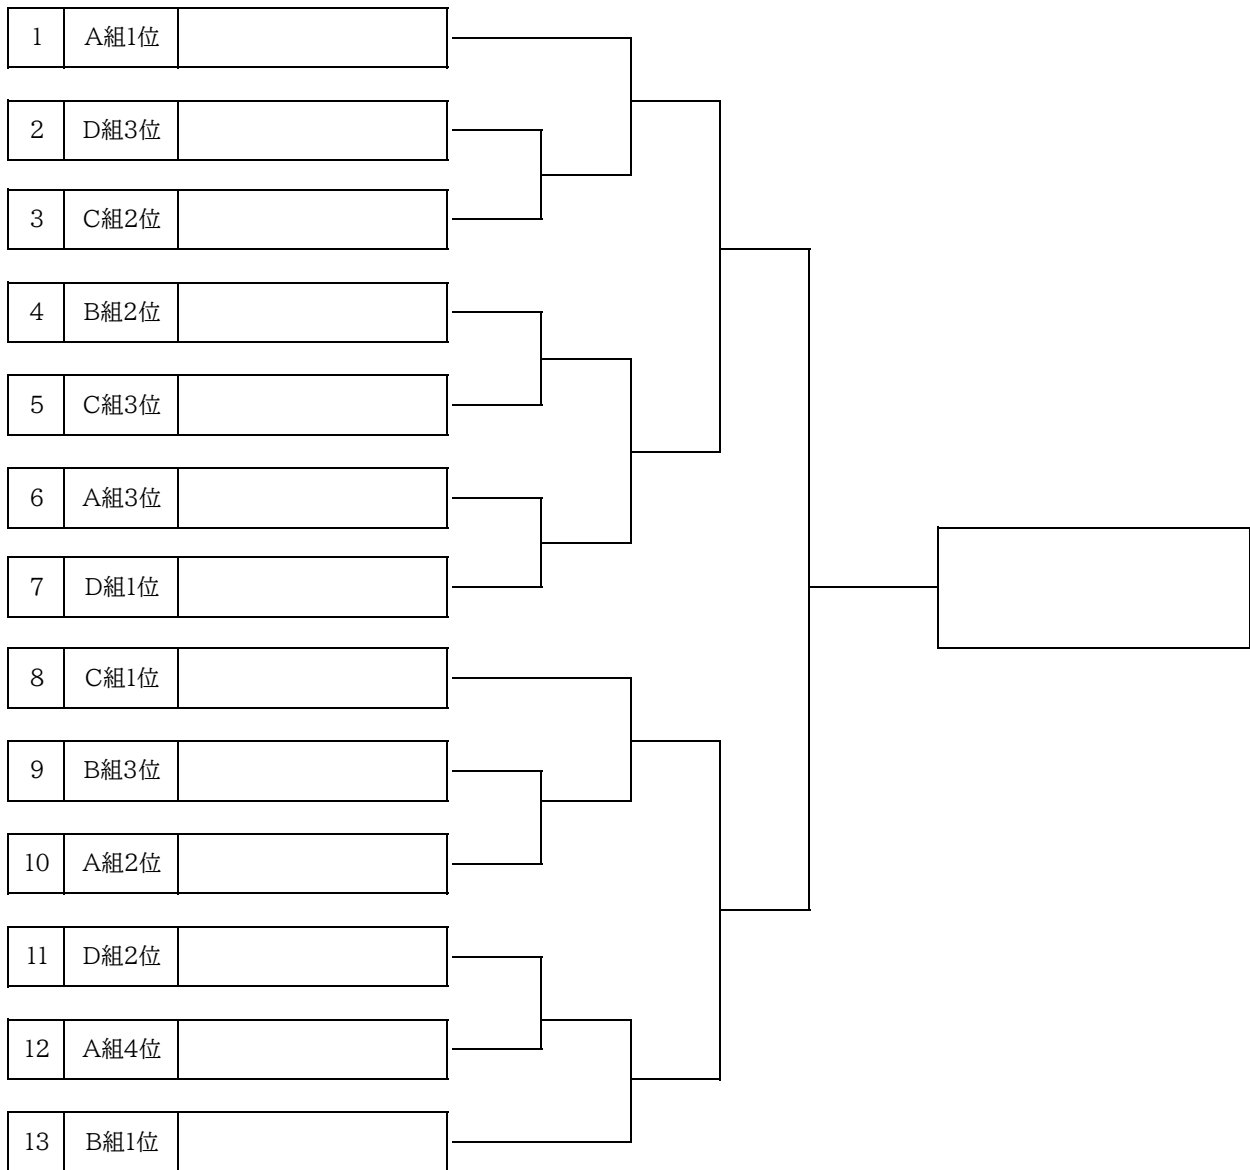 1 A組1位
2 D組3位
3 C組2位
4 B組2位
5 C組3位
6 A組3位
7 D組1位
8 C組1位
9 B組3位
10 A組2位
11 D組2位
12 A組4位
13 B組1位